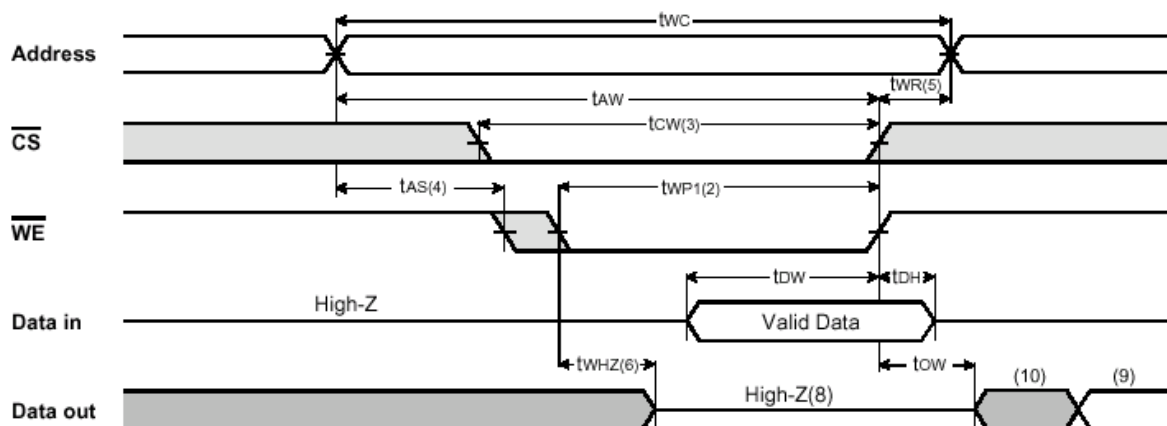 tWC
Address
tWR(5)
tAW
tCW(3)
CS
tAS(4)
tWP1(2)
WE
tDW
tDH
High-Z
Data in
Valid Data
tWHZ(6)
tOW
(10)
(9)
High-Z(8)
Data out